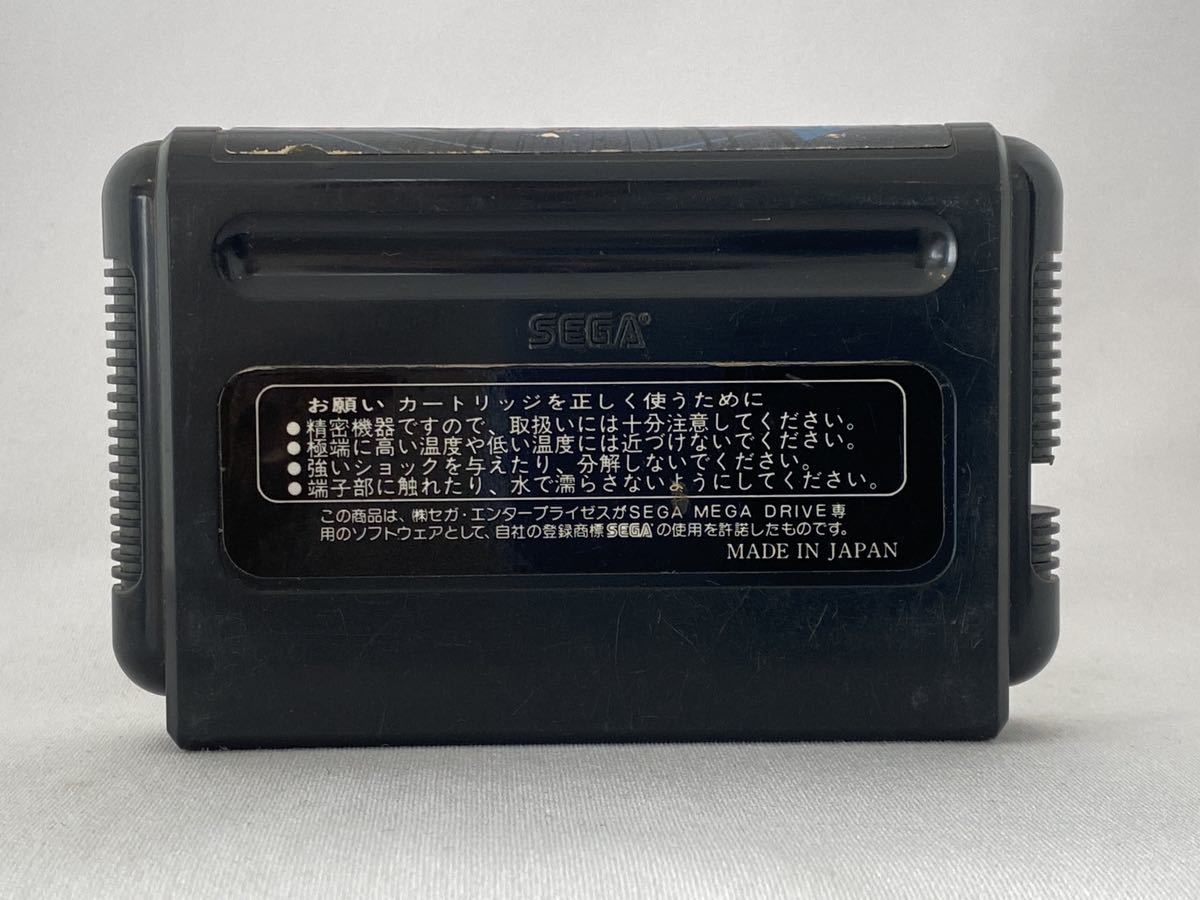 SEGA®
お願い カートリッジを正しく使うために
●精密機器ですので、取扱いには十分注意してください。
●極端に高い温度や低い温度には近づけないでください。
●強いショックを与えたり、分解しないでください。
●端子部に触れたり、水で濡らさないようにしてください。
この商品は、㈱セガ・エンタープライゼスがSEGA MEGA DRIVE専
用のソフトウェアとして、自社の登録商標SEGA®の使用を許諾したものです。
MADE IN JAPAN